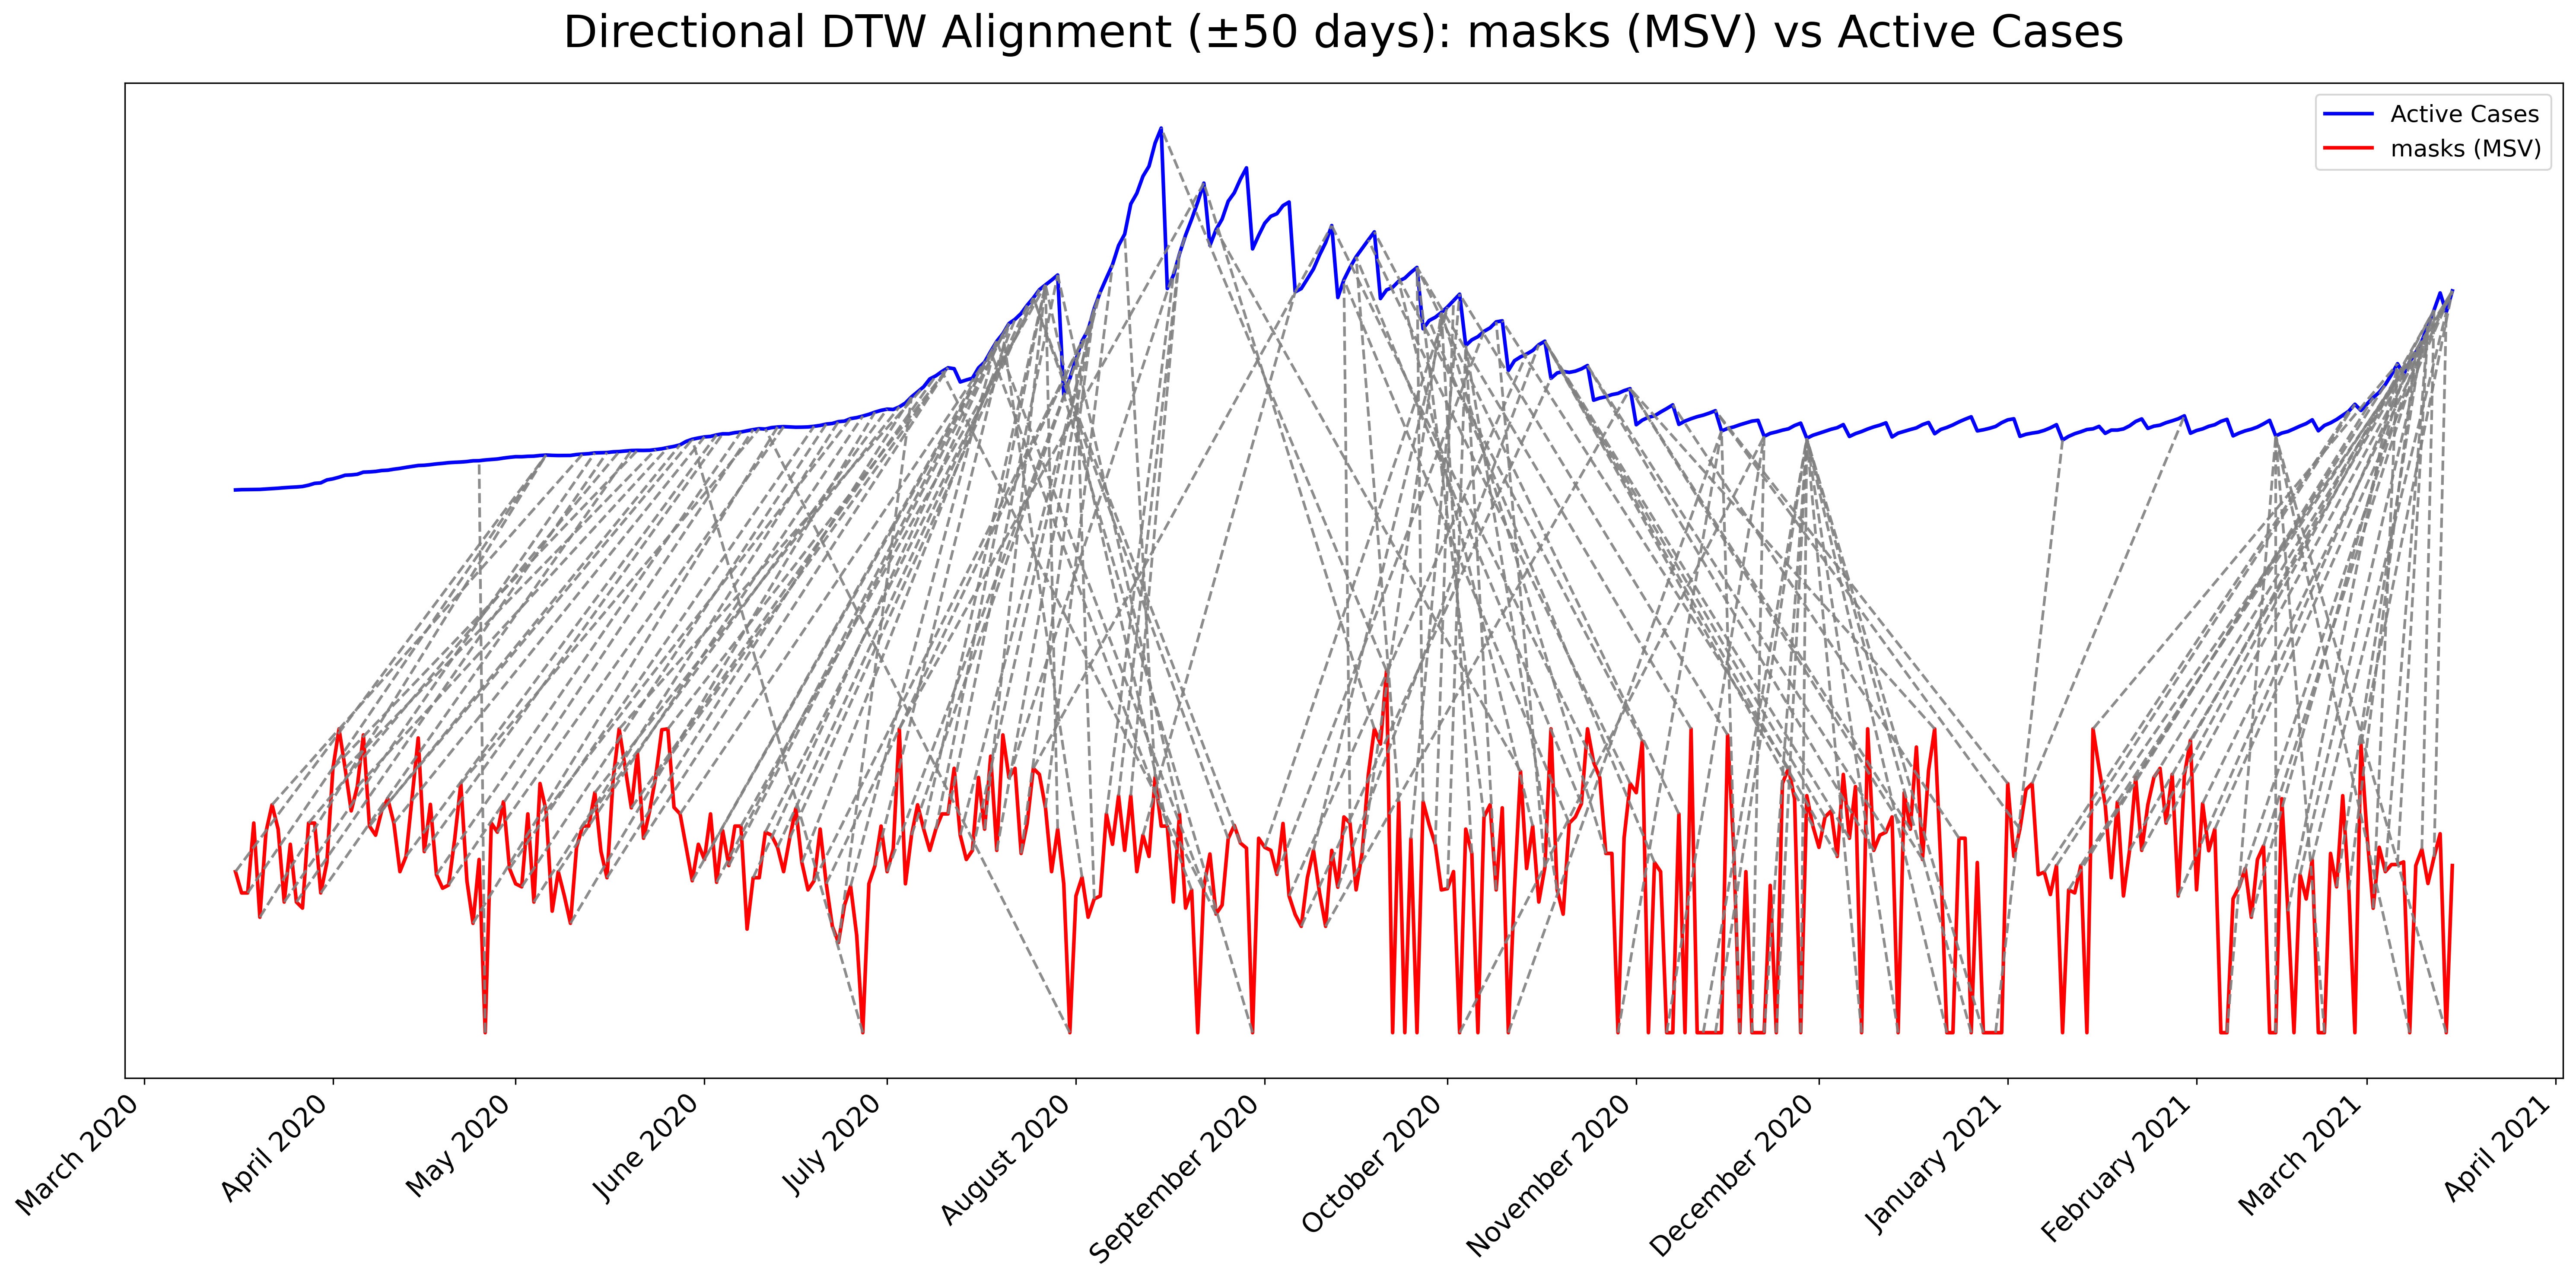 Directional DTW Alignment (±50 days): masks (MSV) vs Active Cases
Active Cases
masks (MSV)
March 2020
April 2020
May 2020
June 2020
July 2020
August 2020
September 2020
October 2020
November 2020
December 2020
January 2021
February 2021
March 2021
April 2021